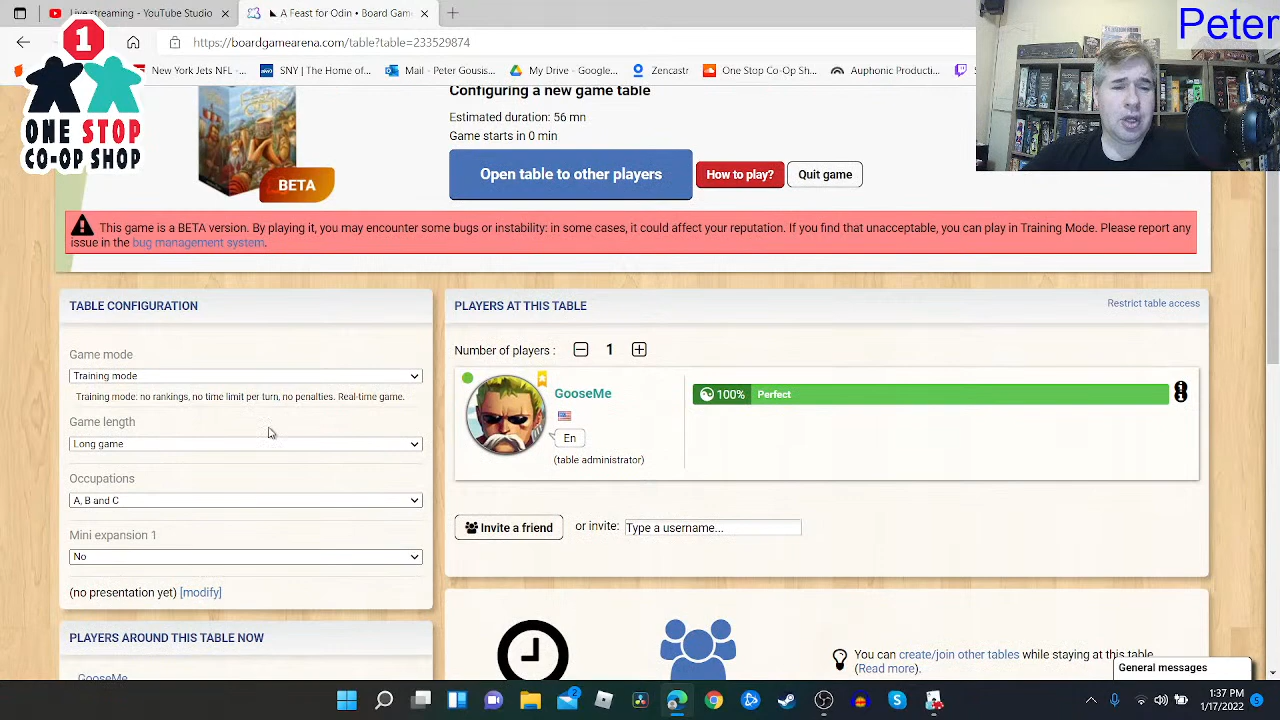 Livestreaming - YouTube Studio
A Feast for Odin • Board Gam
Peter
https://boardgamearena.com/table?table=
9529874
New York Jets NFL -
SNY | The Home
Mail - Peter Gousis
My Drive - Google...
Zencastr
One Stop Co-Op Sh...
Auphonic Producti...
1
ONE STOP
CO-OP SHOP
Configuring a new game table
Estimated duration: 56 mn
Game starts in 0 min
BETA
Open table to other players
How to play?
Quit game
This game is a BETA version. By playing it, you may encounter some bugs or instability: in some cases, it could affect your reputation. If you find that unacceptable, you can play in Training Mode. Please report any
issue in the bug management system.
TABLE CONFIGURATION
Game mode
Training mode
Training mode: no rankings, no time limit per turn, no penalties. Real-time game.
Game length
Long game
Occupations
A, B and C
Mini expansion 1
No
(no presentation yet) [modify]
PLAYERS AROUND THIS TABLE NOW
GooseMe
PLAYERS AT THIS TABLE
Restrict table access
Number of players : 1
GooseMe
En
(table administrator)
100% Perfect
Invite a friend or invite: Type a username...
You can create/join other tables while staying at this table
(Read more).
General messages
2
1:37 PM
1/17/2022
5